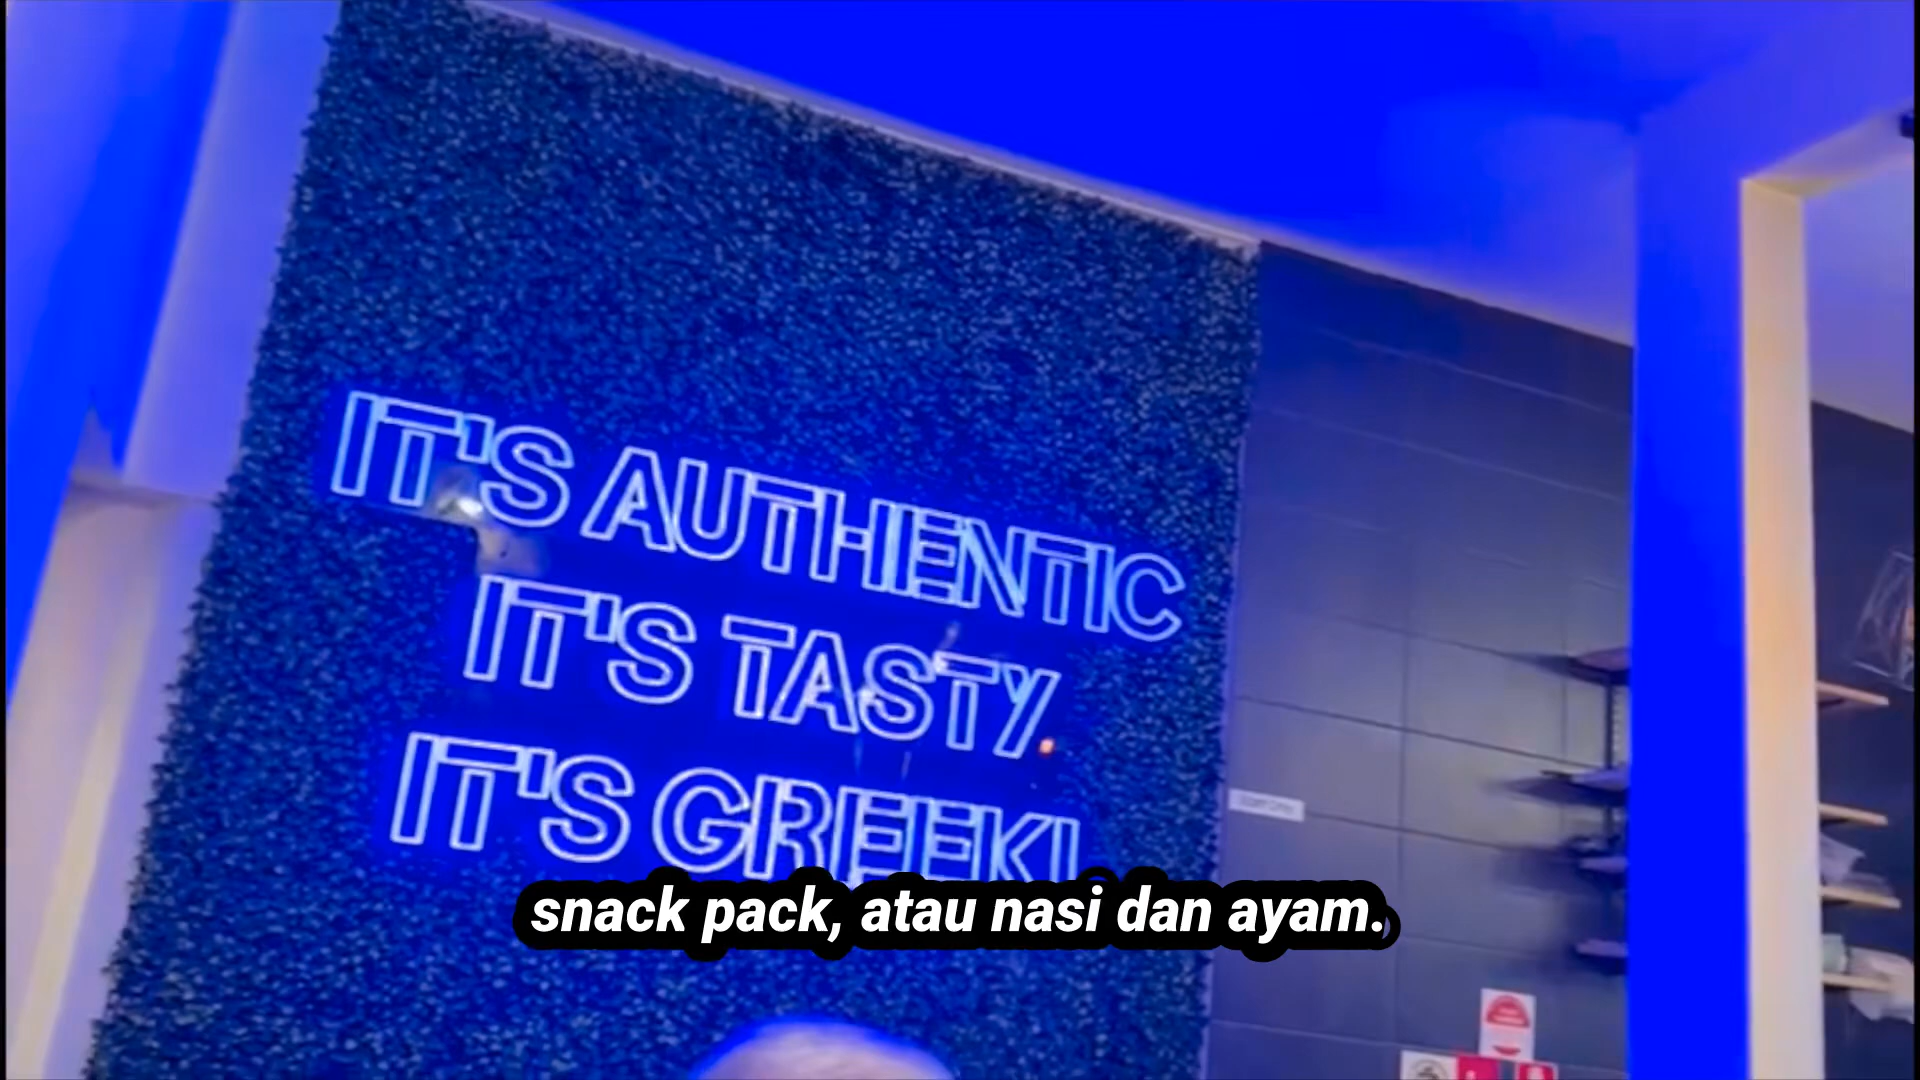 IT'S AUTHENTIC
IT'S TASTY.
IT'S GREEK!
snack pack, atau nasi dan ayam.